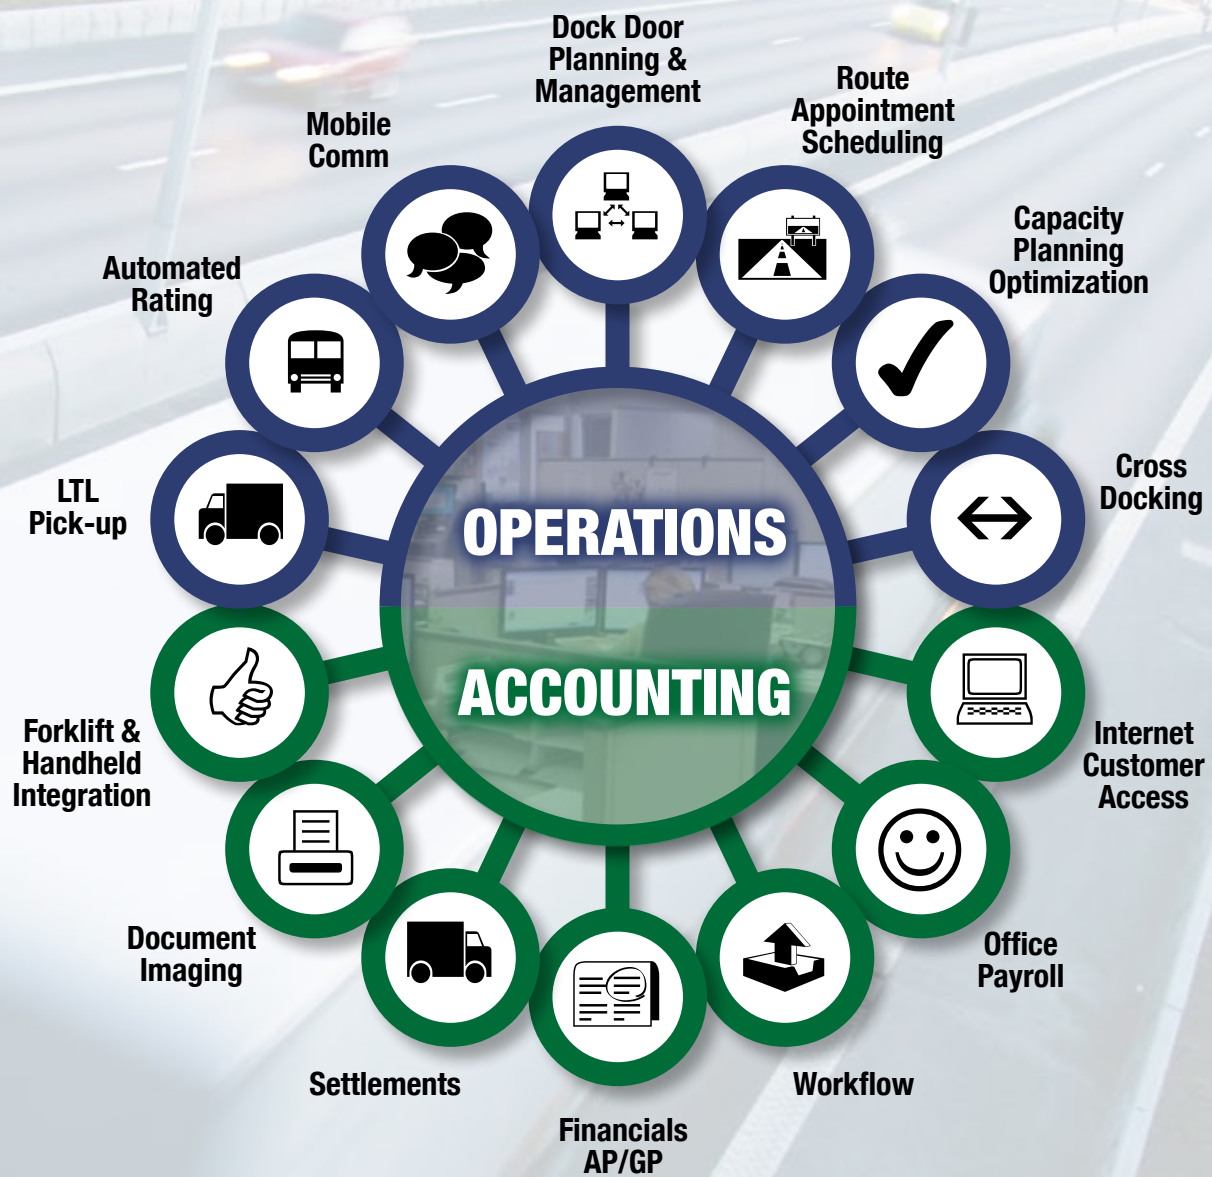 Dock Door
Planning &
Management
Route
Appointment
Scheduling
Mobile
Comm
Capacity
Planning
Optimization
Automated
Rating
Cross
Docking
LTL
Pick-up
OPERATIONS
ACCOUNTING
Forklift &
Handheld
Integration
Internet
Customer
Access
Document
Imaging
Office
Payroll
Settlements
Workflow
Financials
AP/GP